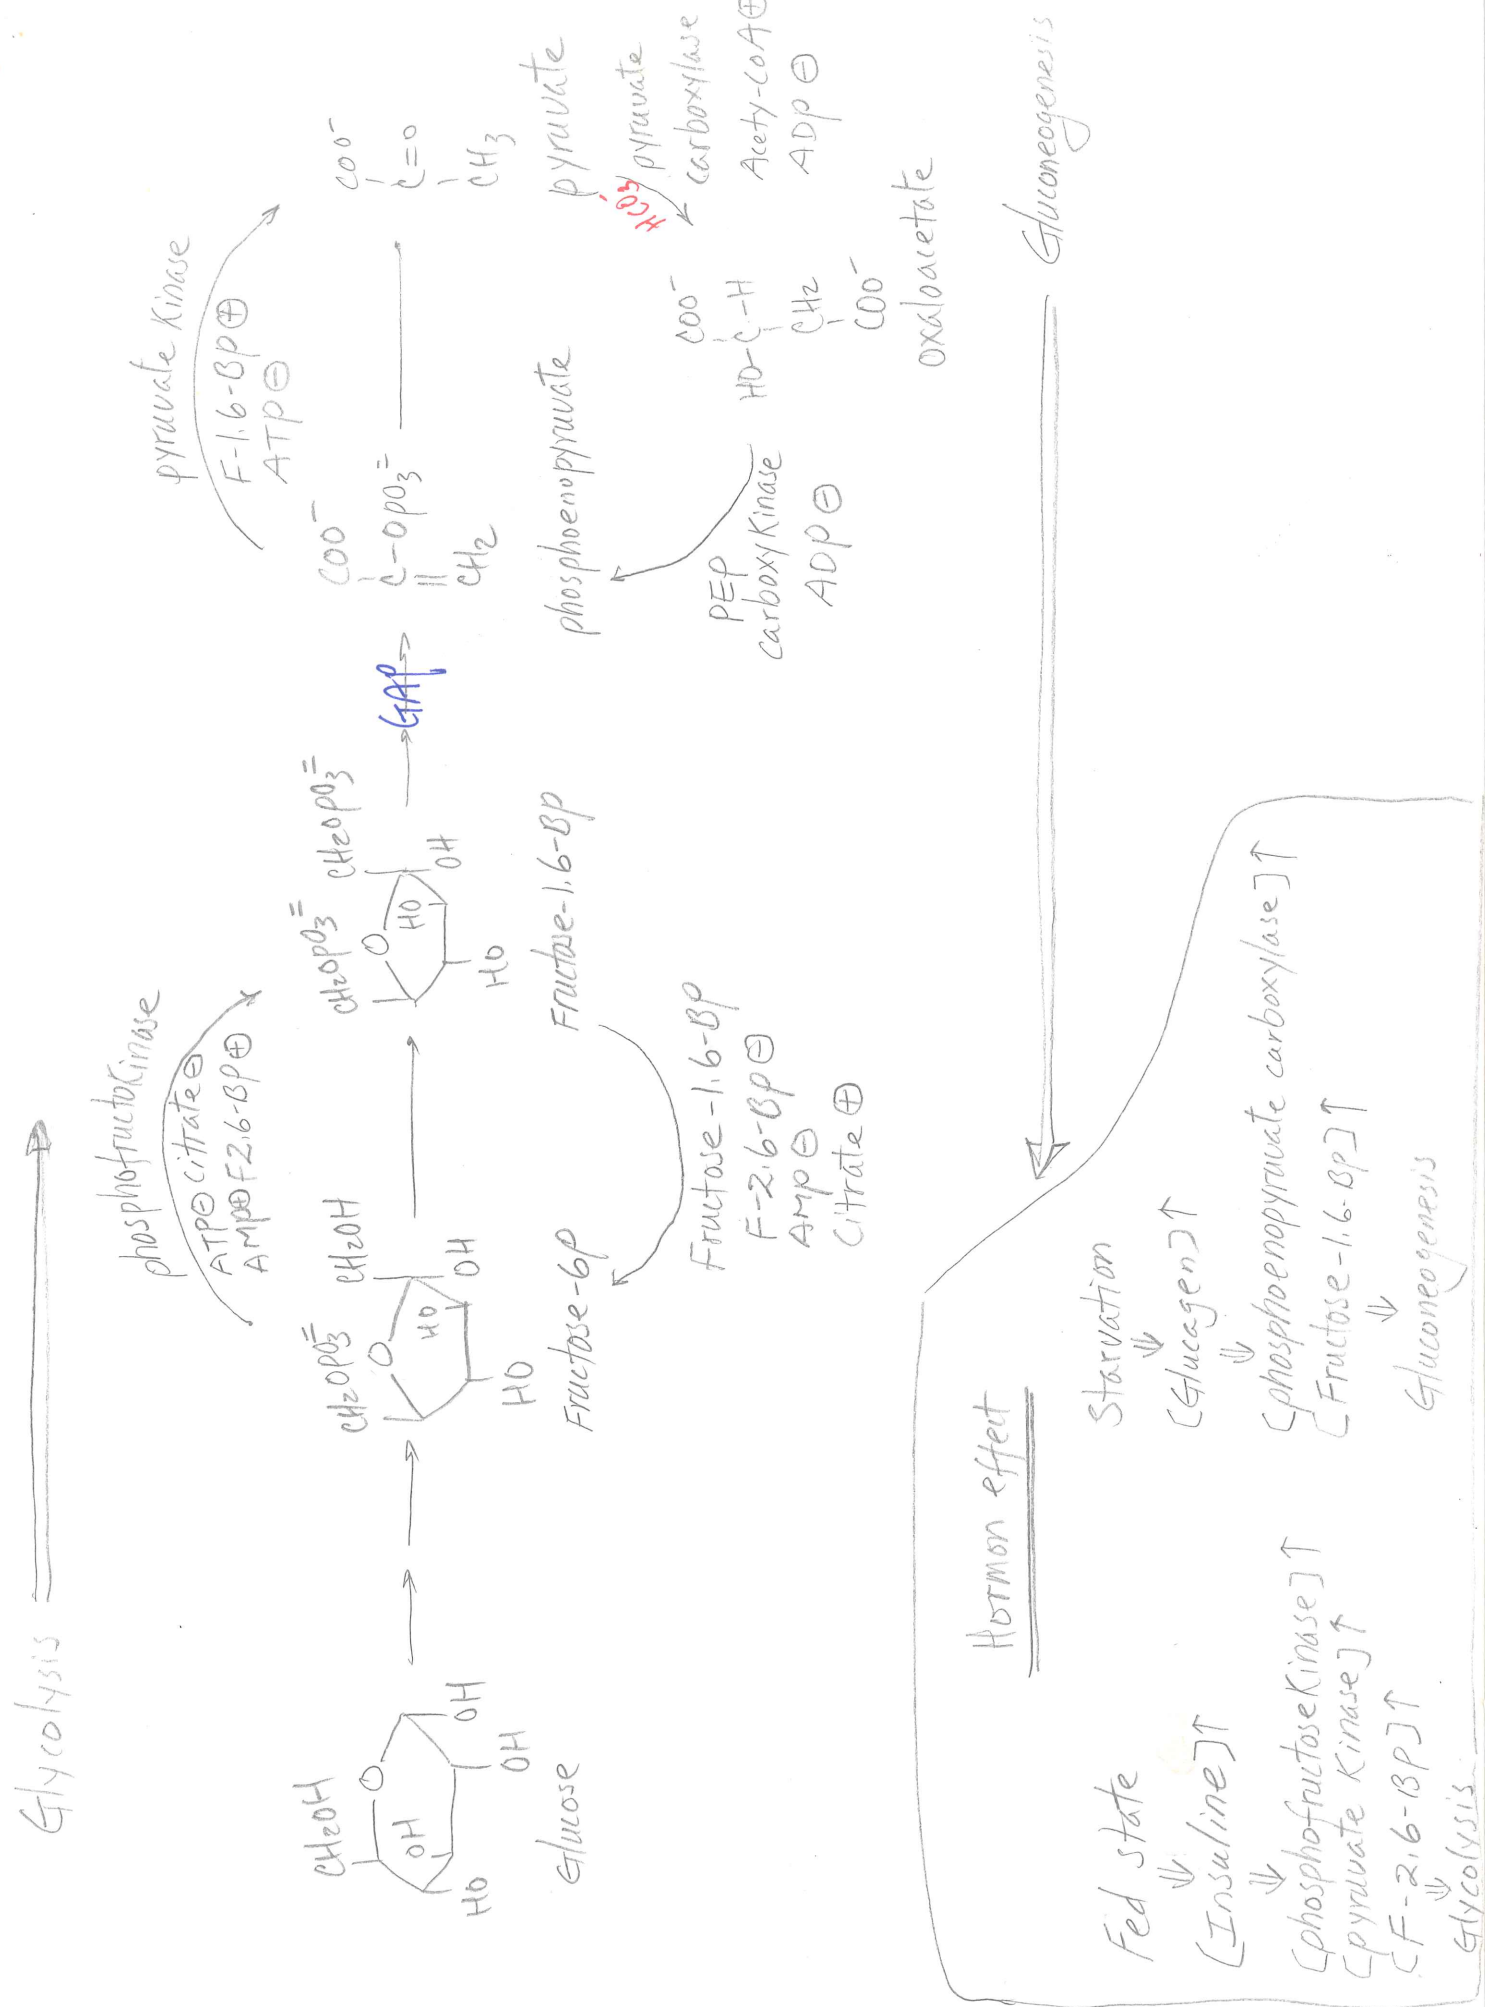 Glycolysis
phosphofructokinase
ATP⊖ Citrate⊖
AMP⊕ F2.6-BP⊕
pyruvate Kinase
F-1.6-BP⊕
ATP⊖
CH2OH
O
OH
HO
OH
OH
Glucose
CH2OPO3=
CH2OH
O
HO
OH
HO
Fructose-6P
CH2OPO3=
CH2OPO3=
O
HO
OH
HO
Fructose-1.6-BP
GAP
COO-
C-OPO3=
CH2
phosphoenopyruvate
COO-
C=O
CH3
pyruvate
HCO3-
pyruvate
carboxylase
Acety-CoA⊕
ADP⊖
Fructose-1.6-BP
F-2.6-BP⊖
AMP⊖
Citrate⊕
PEP
carboxyKinase
ADP⊖
COO-
HO-C-H
CH2
COO-
oxaloacetate
Gluconeogenesis
Hormon effect
Fed state
⇓
[Insuline]↑
⇓
[phosphofructoseKinase]↑
[pyruvate Kinase]↑
[F-2.6-BP]↑
⇓
Glycolysis
Starvation
⇓
[Glucagen]↑
⇓
[phosphoenopyruvate carboxylase]↑
[Fructose-1.6-BP]↑
⇓
Gluconeogenesis